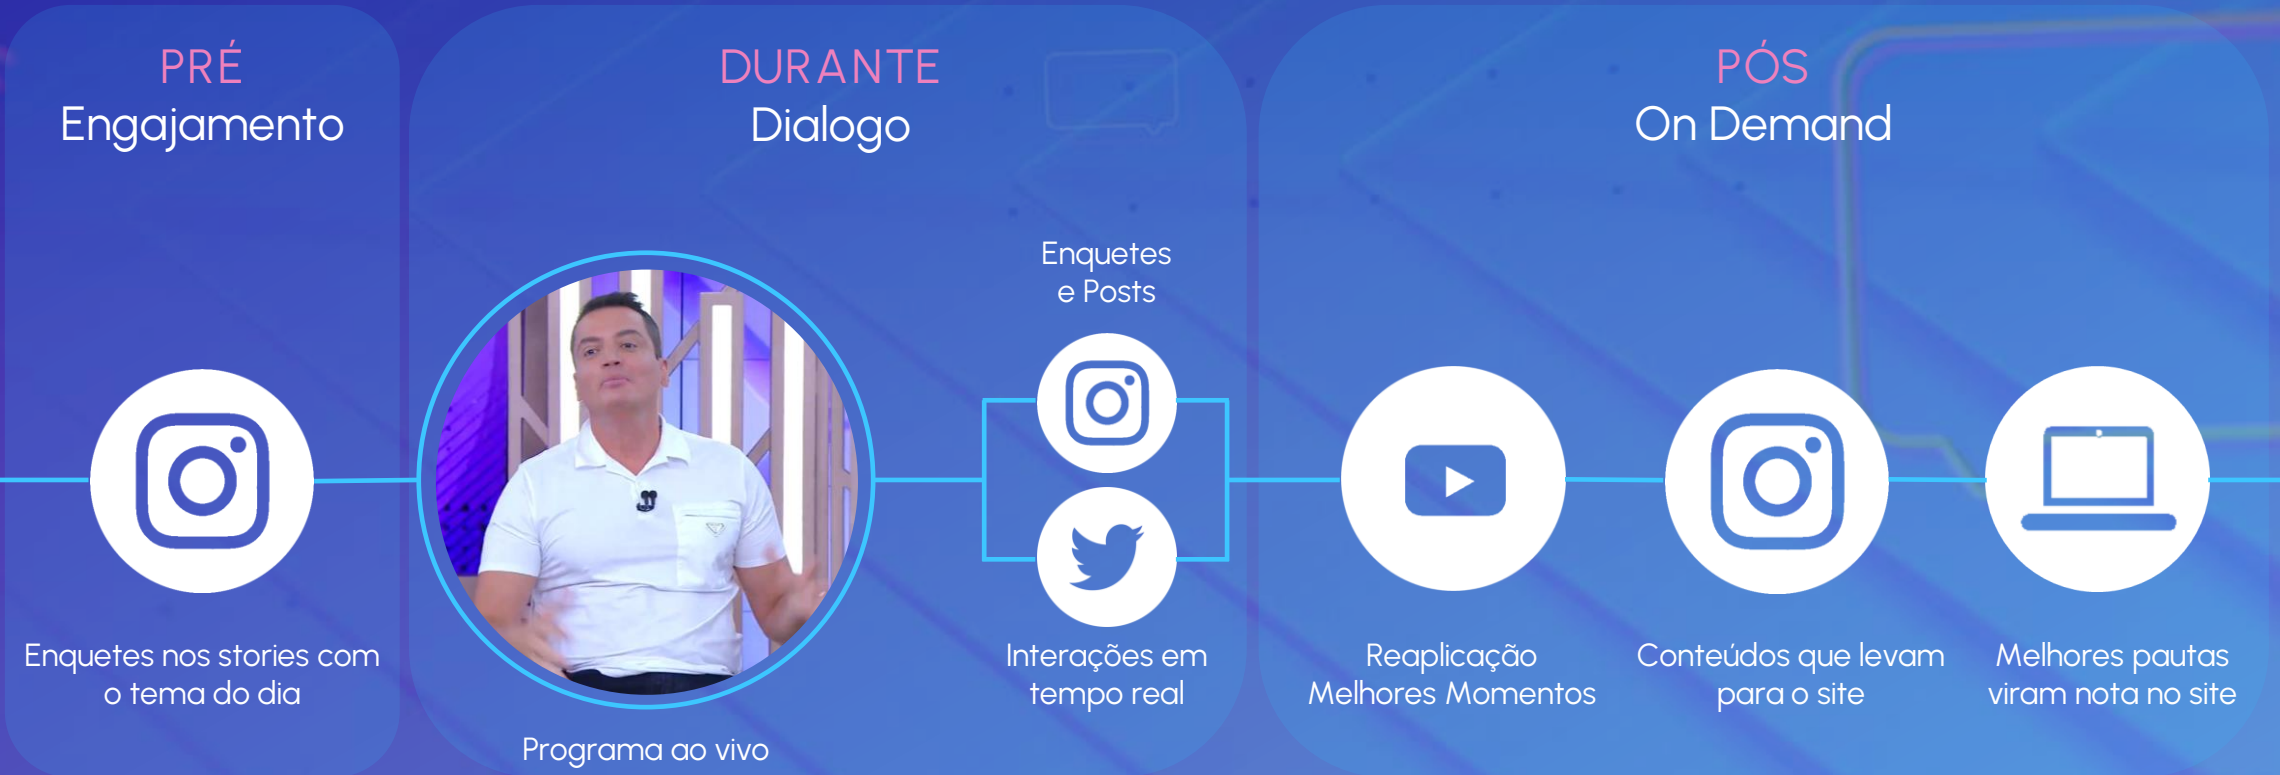 PRÉ
Engajamento
Enquetes nos stories com
o tema do dia
DURANTE
Dialogo
Programa ao vivo
Enquetes
e Posts
Interações em
tempo real
PÓS
On Demand
Reaplicação
Melhores Momentos
Conteúdos que levam
para o site
Melhores pautas
viram nota no site